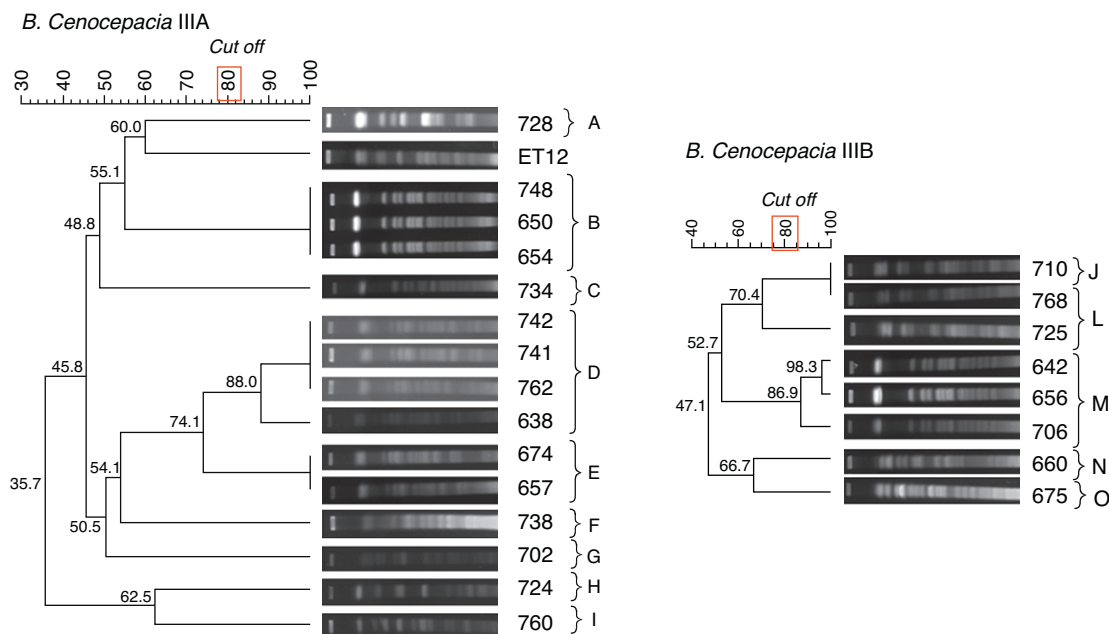 B. Cenocepacia IIIA
Cut off
30 40 50 60 70 80 90 100
60.0
55.1
48.8
45.8
35.7
88.0
74.1
54.1
50.5
62.5
728 A
ET12
748
650 B
654
734 C
742
741
762 D
638
674
657 E
738 F
702 G
724 H
760 I
B. Cenocepacia IIIB
Cut off
40 60 80 100
70.4
52.7
98.3
86.9
47.1
66.7
710 J
768
725 L
642
656 M
706
660 N
675 O